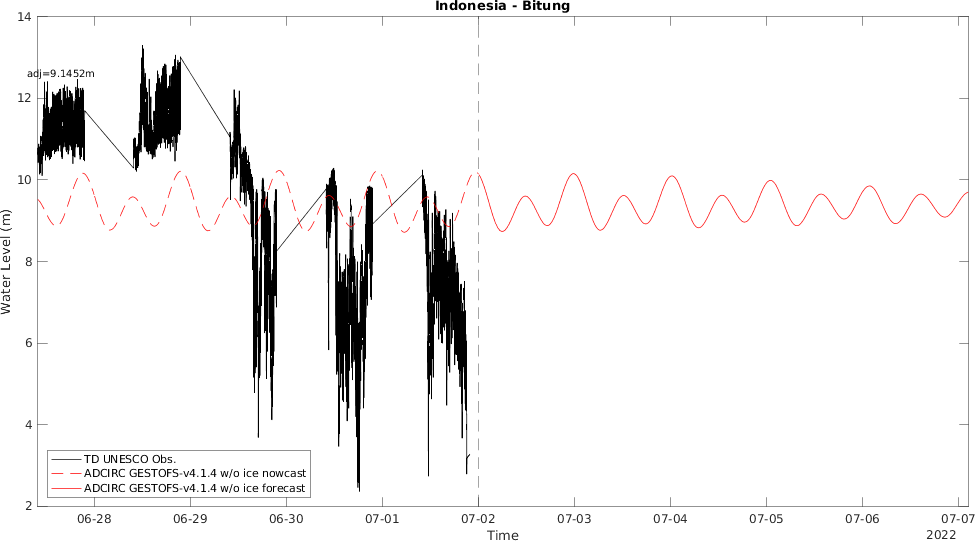 Indonesia - Bitung
14
12
10
8
6
4
2
Water Level (m)
adj=9.1452m
TD UNESCO Obs.
ADCIRC GESTOFS-v4.1.4 w/o ice nowcast
ADCIRC GESTOFS-v4.1.4 w/o ice forecast
06-28 06-29 06-30 07-01 07-02 07-03 07-04 07-05 07-06 07-07
Time
2022